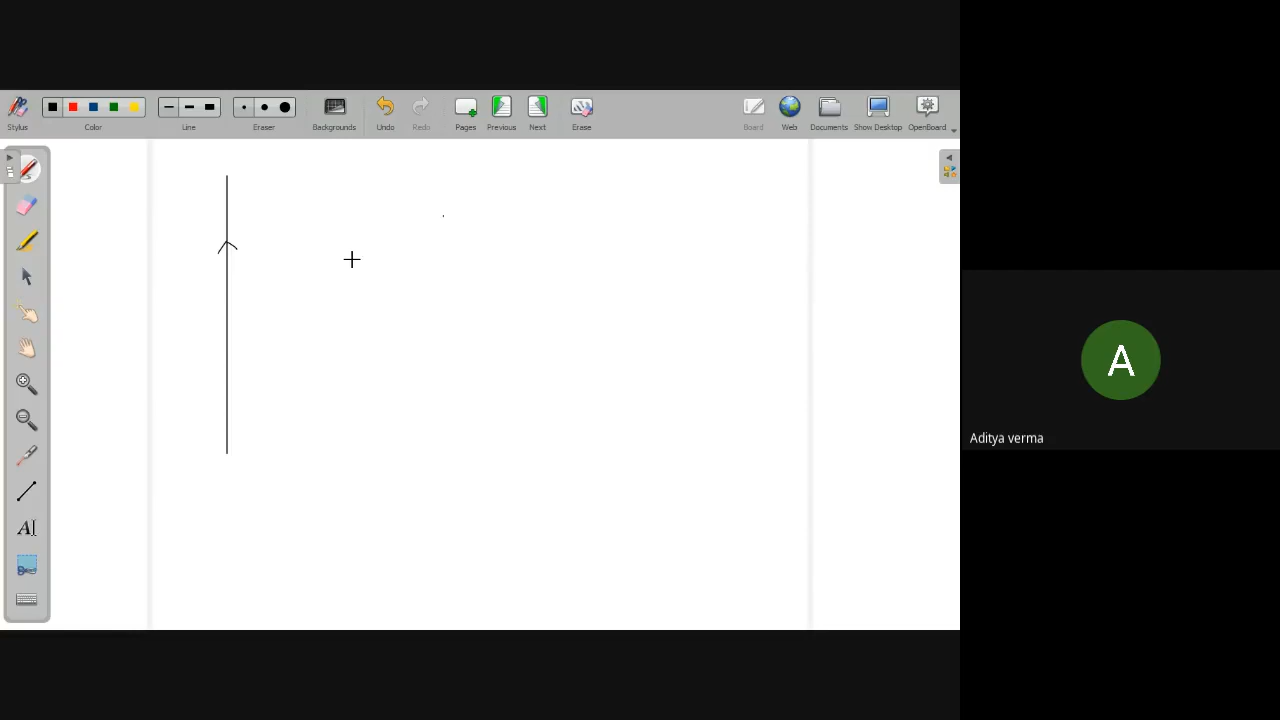 Stylus Color Line Eraser Backgrounds Undo Redo Pages Previous Next Erase Board Web Documents Show Desktop OpenBoard
A
Aditya verma